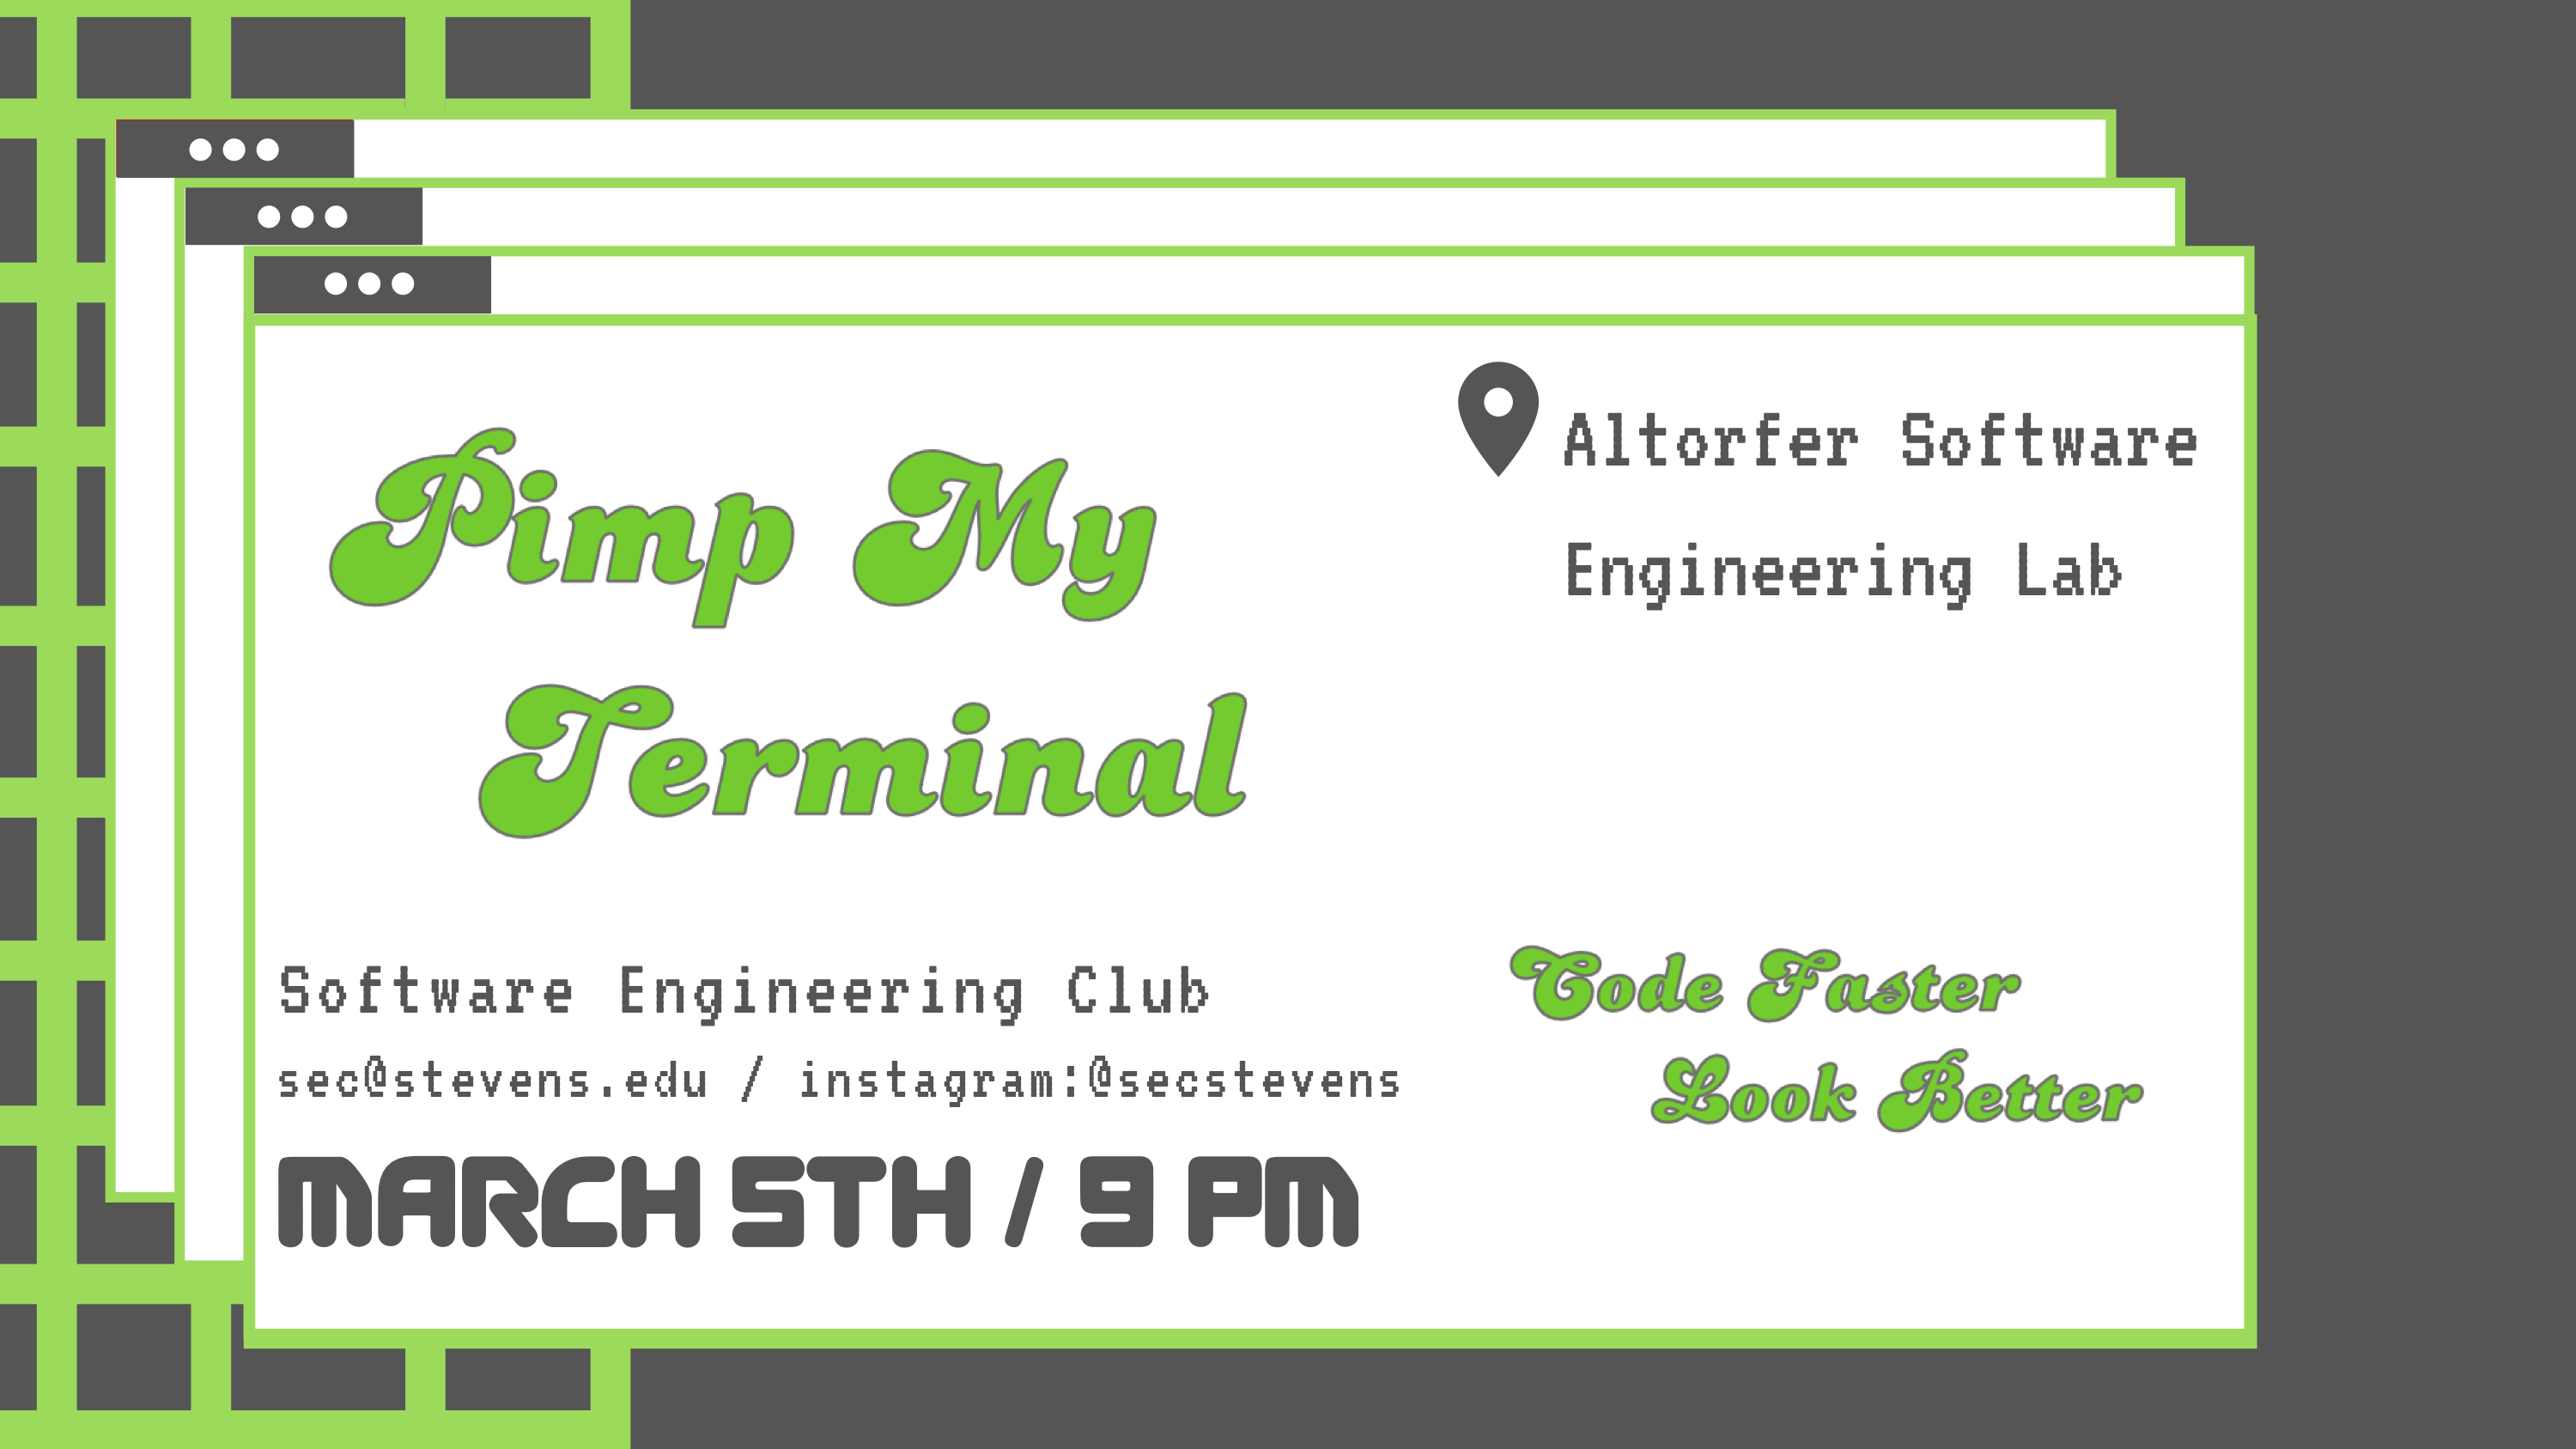 Pimp My
Terminal
Altorfer Software
Engineering Lab
Software Engineering Club
sec@stevens.edu / instagram:@secstevens
MARCH 5TH / 9 PM
Code Faster
Look Better